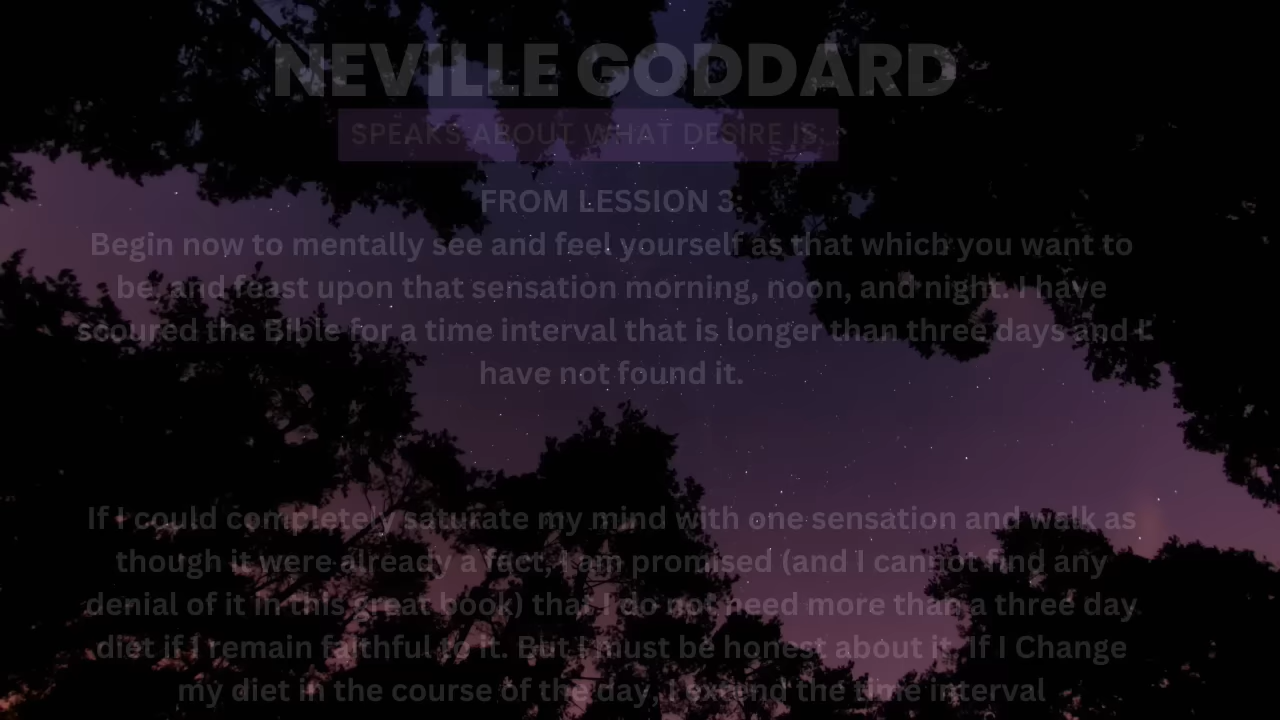 NEVILLE GODDARD
SPEAKS ABOUT WHAT DESIRE IS:
FROM LESSION 3:
Begin now to mentally see and feel yourself as that which you want to
be and feast upon that sensation morning, noon, and night. I have
scoured the Bible for a time interval that is longer than three days and I
have not found it.
If I could completely saturate my mind with one sensation and walk as
though it were already a fact, I am promised (and I cannot find any
denial of it in this great book) that I do not need more than a three day
diet if I remain faithful to it. But I must be honest about it. If I Change
my diet in the course of the day, I extend the time interval